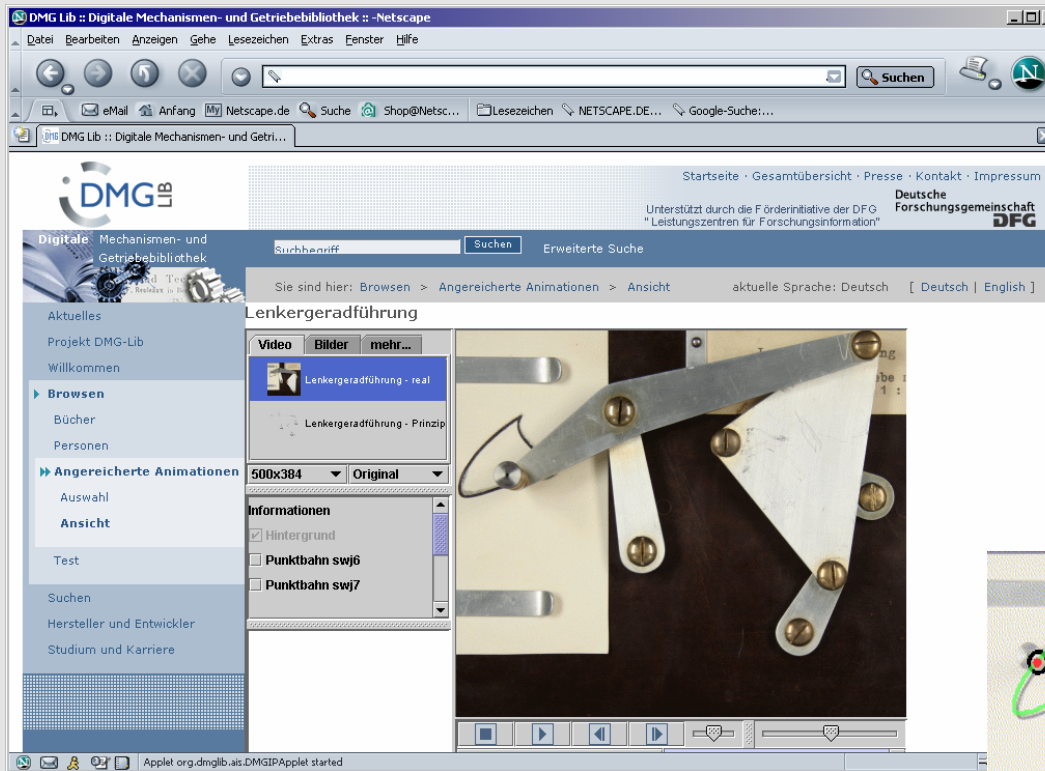 DMG Lib :: Digitale Mechanismen- und Getriebebibliothek :: -Netscape
Datei Bearbeiten Anzeigen Gehe Lesezeichen Extras Fenster Hilfe
Suchen
N
eMail Anfang My Netscape.de Suche Shop@Netsc... Lesezeichen NETSCAPE.DE... Google-Suche:...
DMG Lib :: Digitale Mechanismen- und Getri...
DMG LIB
Startseite · Gesamtübersicht · Presse · Kontakt · Impressum
Unterstützt durch die Förderinitiative der DFG
"Leistungszentren für Forschungsinformation"
Deutsche
Forschungsgemeinschaft
DFG
Digitale Mechanismen- und
Getriebebibliothek
Suchbegriff Suchen Erweiterte Suche
Sie sind hier: Browsen > Angereicherte Animationen > Ansicht aktuelle Sprache: Deutsch [ Deutsch | English ]
Aktuelles
Projekt DMG-Lib
Willkommen
Browsen
Bücher
Personen
Angereicherte Animationen
Auswahl
Ansicht
Test
Suchen
Hersteller und Entwickler
Studium und Karriere
Lenkergeradführung
Video Bilder mehr...
Lenkergeradführung - real
Lenkergeradführung - Prinzip
500x384 Original
Informationen
Hintergrund
Punktbahn swj6
Punktbahn swj7
Applet org.dmglib.ais.DMGIPApplet started